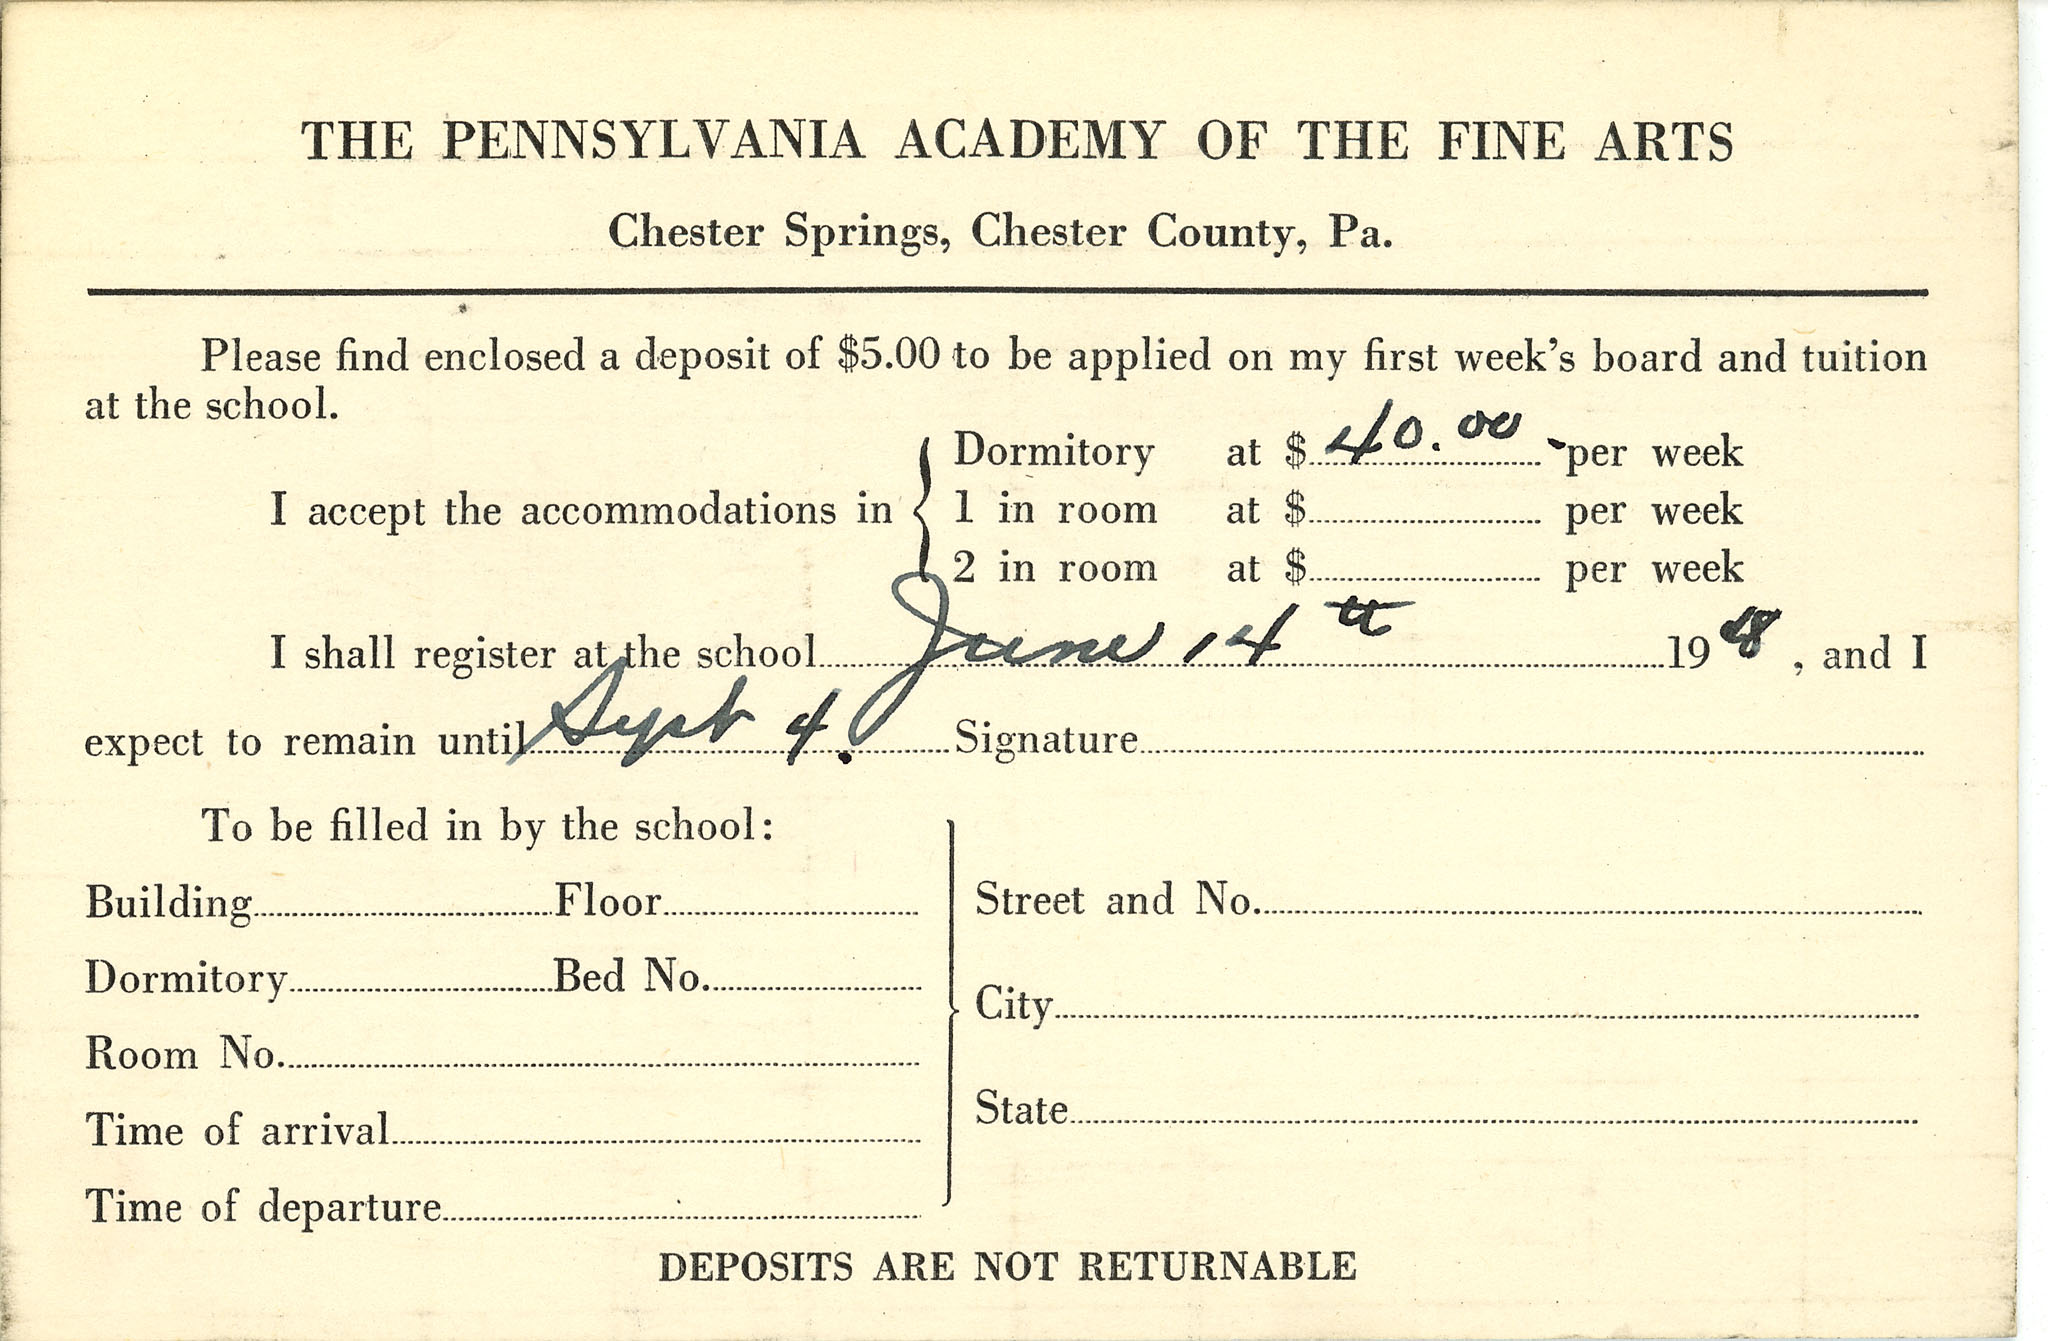 THE PENNSYLVANIA ACADEMY OF THE FINE ARTS
Chester Springs, Chester County, Pa.
Please find enclosed a deposit of $5.00 to be applied on my first week's board and tuition
at the school.
Dormitory at $ 40.00 per week
I accept the accommodations in 1 in room at $ per week
2 in room at $ per week
I shall register at the school June 14th 1948, and I
expect to remain until Sept 4. Signature
To be filled in by the school:
Building Floor Street and No.
Dormitory Bed No.
City
Room No.
State
Time of arrival
Time of departure
DEPOSITS ARE NOT RETURNABLE